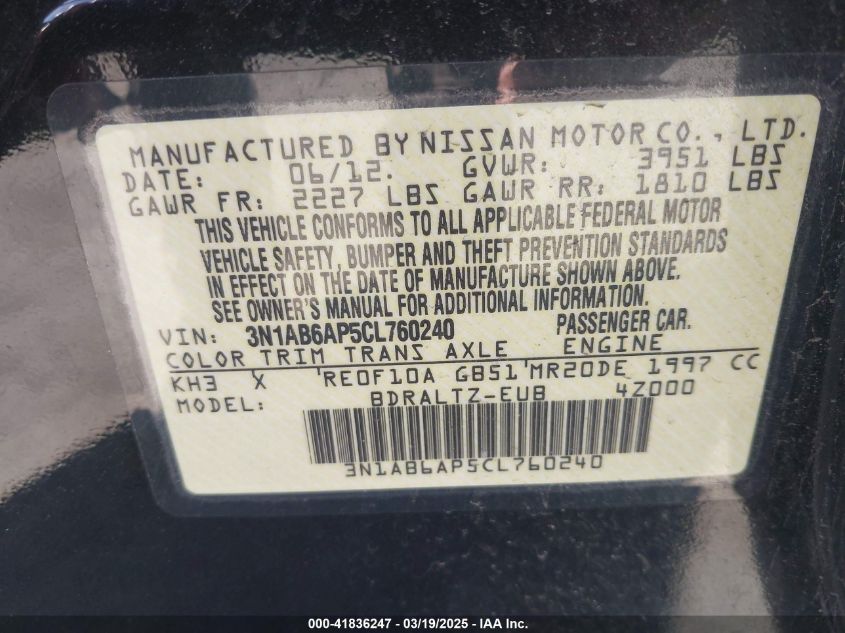 MANUFACTURED BY NISSAN MOTOR CO., LTD.
DATE: 06/12. GVWR: 3951 LBS
GAWR FR: 2227 LBS GAWR RR: 1810 LBS
THIS VEHICLE CONFORMS TO ALL APPLICABLE FEDERAL MOTOR
VEHICLE SAFETY, BUMPER AND THEFT PREVENTION STANDARDS
IN EFFECT ON THE DATE OF MANUFACTURE SHOWN ABOVE.
SEE OWNER'S MANUAL FOR ADDITIONAL INFORMATION.
VIN: 3N1AB6AP5CL760240 PASSENGER CAR.
COLOR TRIM TRANS AXLE ENGINE
KH3 X 'RE0F10A GB51'MR20DE 1997 CC
MODEL: BDRALTZ-EUB 4Z000
3N1AB6AP5CL760240
000-41836247 - 03/19/2025 - IAA Inc.